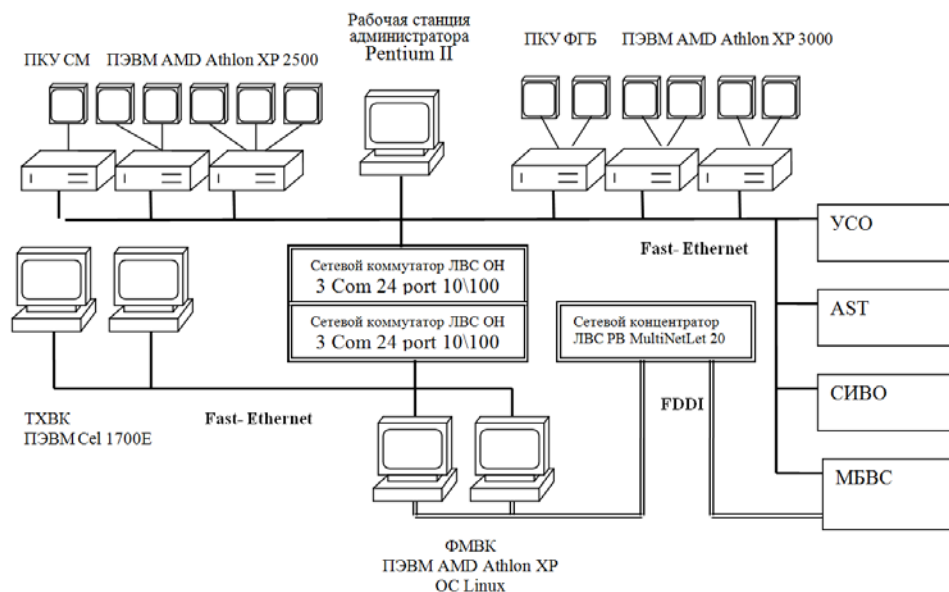 Рабочая станция
администратора
Pentium II
ПКУ СМ ПЭВМ AMD Athlon XP 2500
ПКУ ФГБ ПЭВМ AMD Athlon XP 3000
УСО
Fast- Ethernet
Сетевой коммутатор ЛВС ОН
3 Com 24 port 10\100
Сетевой коммутатор ЛВС ОН
3 Com 24 port 10\100
Сетевой концентратор
ЛВС РВ MultiNetLet 20
AST
СИВО
FDDI
ТХВК
ПЭВМ Cel 1700E
Fast- Ethernet
МБВС
ФМВК
ПЭВМ AMD Athlon XP
ОС Linux